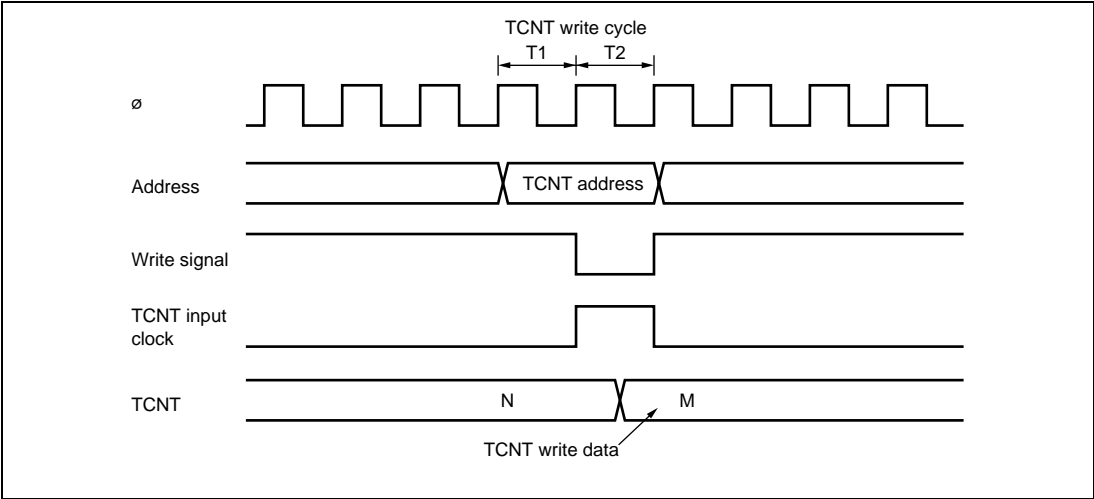 TCNT write cycle
T1 T2
ø
Address
TCNT address
Write signal
TCNT input
clock
TCNT
N
M
TCNT write data